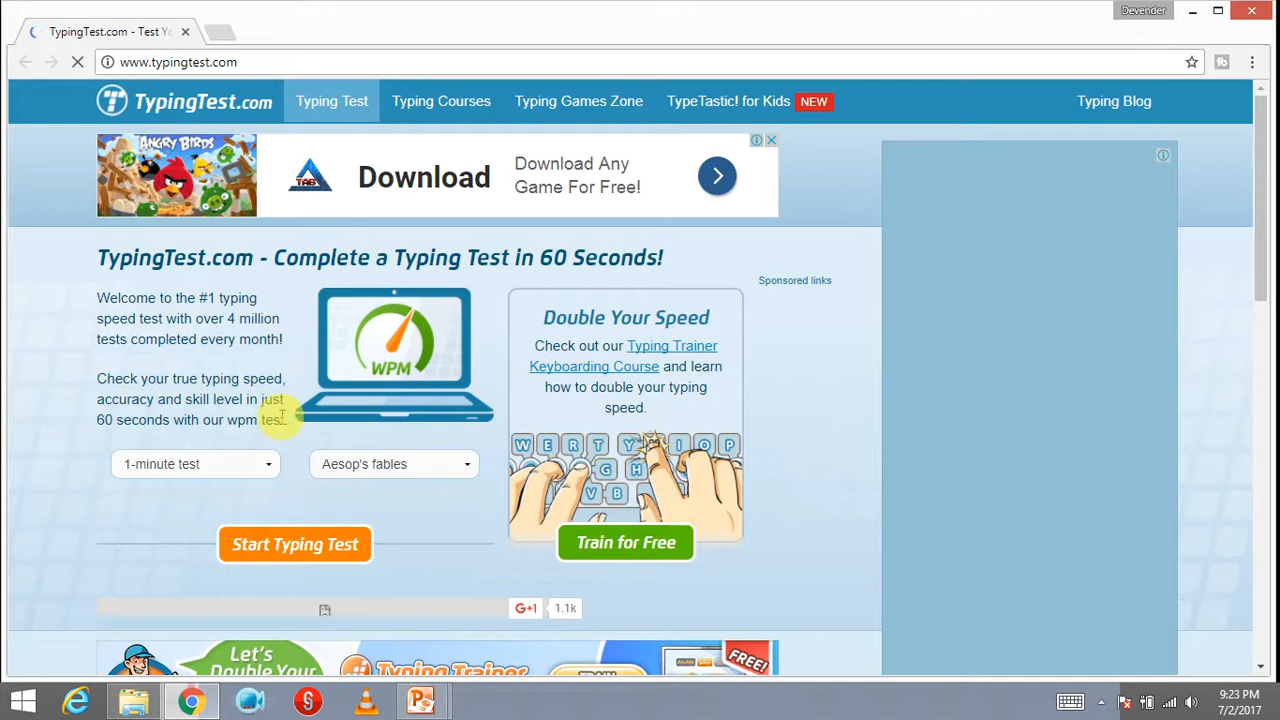 Devender
TypingTest.com - Test Yo
www.typingtest.com
TypingTest.com Typing Test Typing Courses Typing Games Zone TypeTastic! for Kids NEW Typing Blog
ANGRY BIRDS
TAB
Download
Download Any
Game For Free!
TypingTest.com - Complete a Typing Test in 60 Seconds!
Sponsored links
Welcome to the #1 typing
speed test with over 4 million
tests completed every month!
Check your true typing speed,
accuracy and skill level in just
60 seconds with our wpm test.
WPM
Double Your Speed
Check out our Typing Trainer
Keyboarding Course and learn
how to double your typing
speed.
W E R T Y I O P
G H
V B
1-minute test
Aesop's fables
Start Typing Test
Train for Free
G+1 1.1k
Let's
Double Your
Typing Trainer
TRAIN
FREE!
9:23 PM
7/2/2017